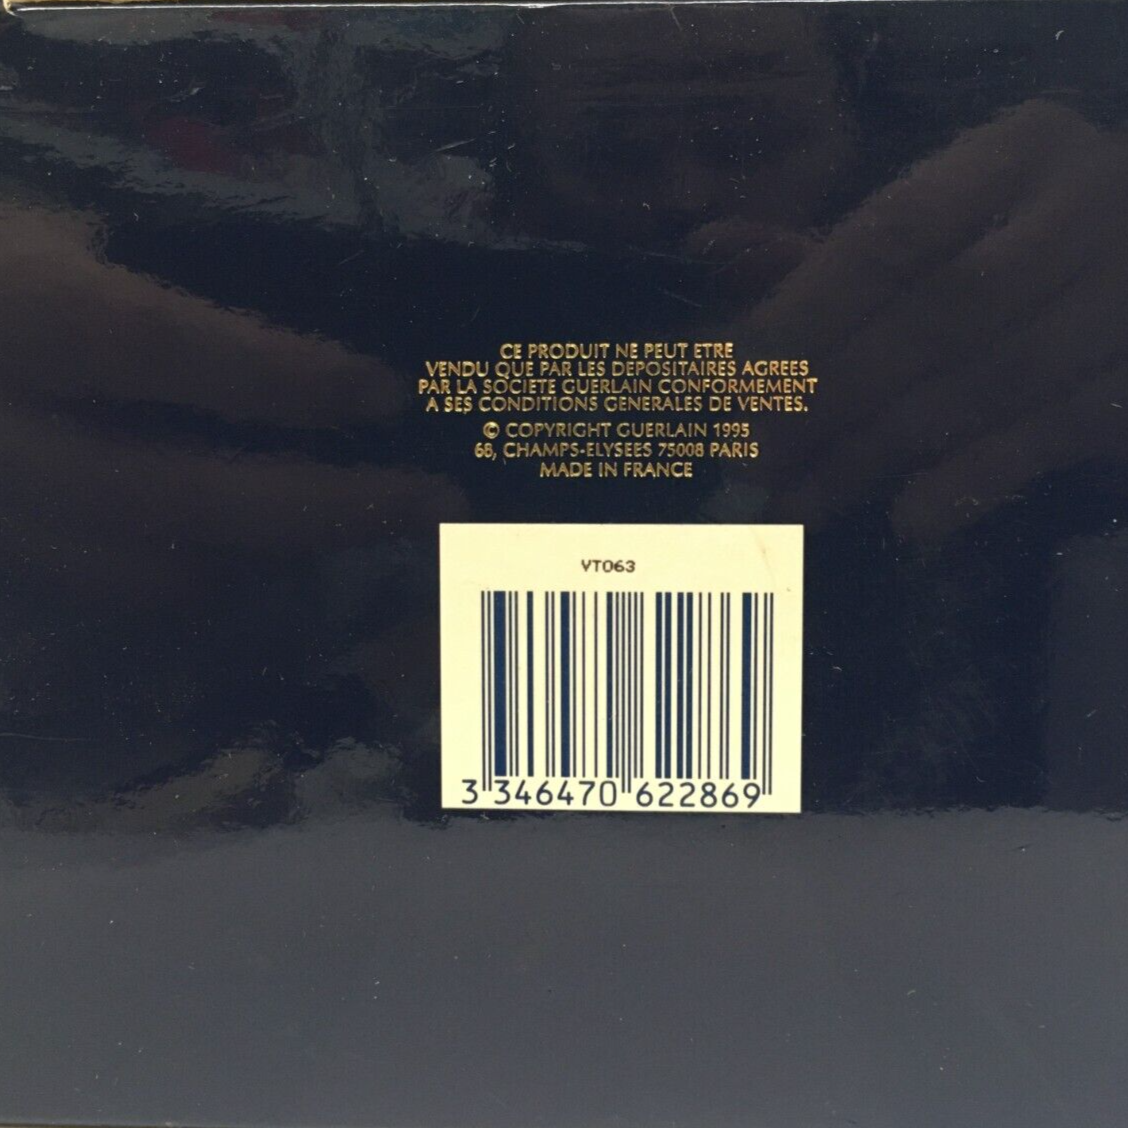 CE PRODUIT NE PEUT ETRE
VENDU QUE PAR LES DEPOSITAIRES AGREES
PAR LA SOCIETE GUERLAIN CONFORMEMENT
A SES CONDITIONS GENERALES DE VENTES.
© COPYRIGHT GUERLAIN 1995
68, CHAMPS-ELYSEES 75008 PARIS
MADE IN FRANCE
VT063
3 346470 622869